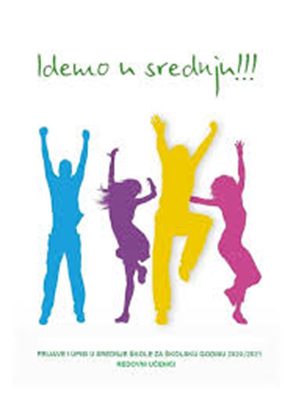 Idemo u srednju!!!
PRIJAVE I UPISI U SREDNJE ŠKOLE ZA ŠKOLSKU GODINU 2020./2021.
REDOVNI UČENICI